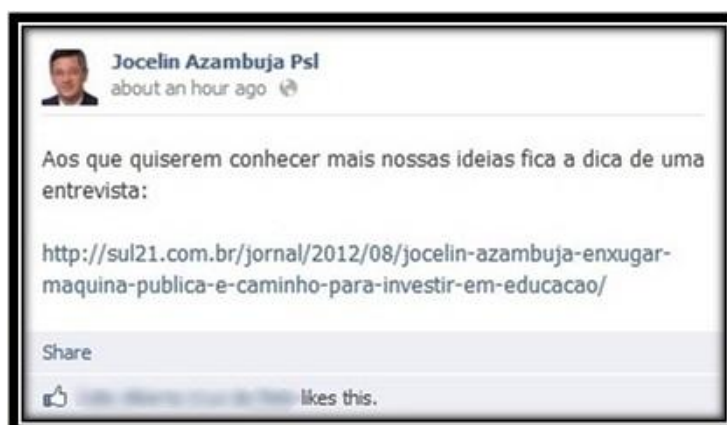 Jocelin Azambuja Psl
about an hour ago
Aos que quiserem conhecer mais nossas ideias fica a dica de uma
entrevista:
http://sul21.com.br/jornal/2012/08/jocelin-azambuja-enxugar-
maquina-publica-e-caminho-para-investir-em-educacao/
Share
likes this.